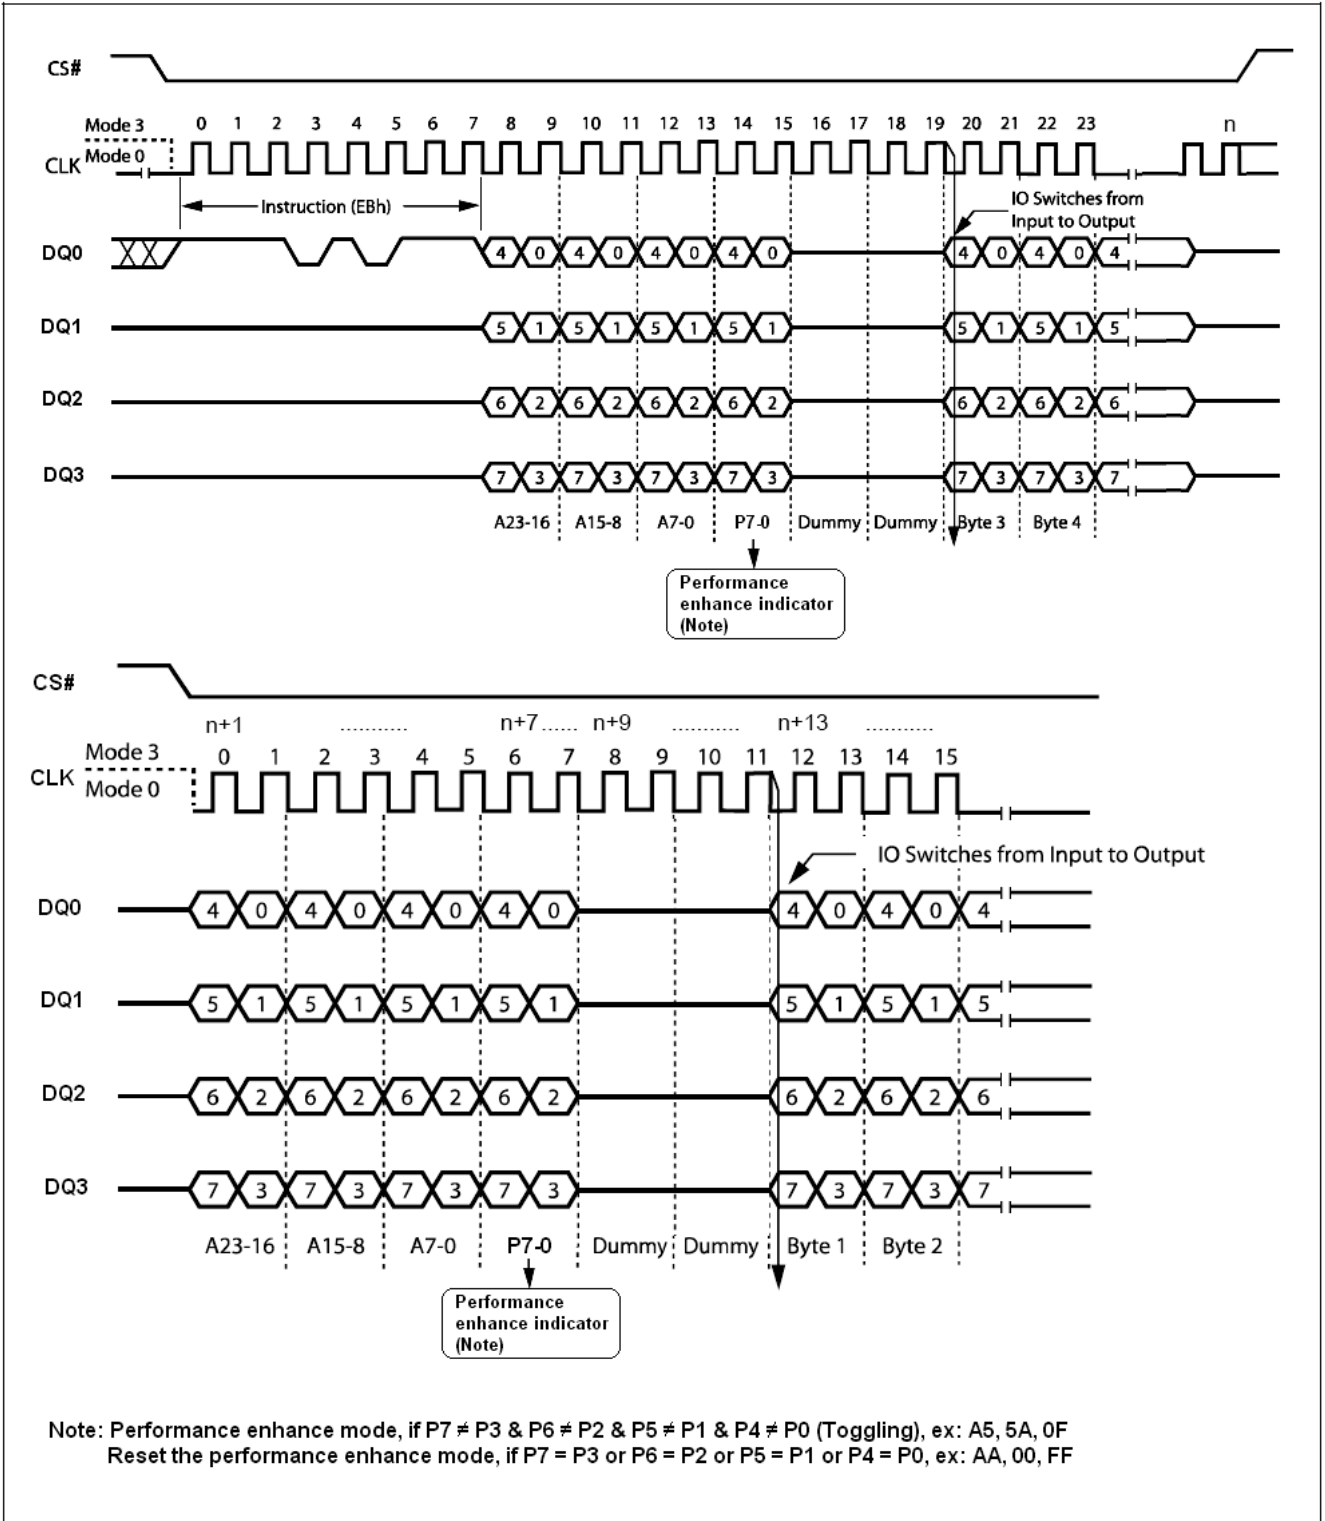 CS#
Mode 3
0 1 2 3 4 5 6 7 8 9 10 11 12 13 14 15 16 17 18 19 20 21 22 23 n
CLK Mode 0
Instruction (EBh)
IO Switches from
Input to Output
DQ0 4 0 4 0 4 0 4 0 4 0 4 0 4
DQ1 5 1 5 1 5 1 5 1 5 1 5 1 5
DQ2 6 2 6 2 6 2 6 2 6 2 6 2 6
DQ3 7 3 7 3 7 3 7 3 7 3 7 3 7
A23-16 A15-8 A7-0 P7-0 Dummy Dummy Byte 3 Byte 4
Performance
enhance indicator
(Note)
CS#
n+1 ........... n+7 ...... n+9 ........... n+13 ...........
Mode 3 0 1 2 3 4 5 6 7 8 9 10 11 12 13 14 15
CLK Mode 0
IO Switches from Input to Output
DQ0 4 0 4 0 4 0 4 0 4 0 4 0 4
DQ1 5 1 5 1 5 1 5 1 5 1 5 1 5
DQ2 6 2 6 2 6 2 6 2 6 2 6 2 6
DQ3 7 3 7 3 7 3 7 3 7 3 7 3 7
A23-16 A15-8 A7-0 P7-0 Dummy Dummy Byte 1 Byte 2
Performance
enhance indicator
(Note)
Note: Performance enhance mode, if P7 ≠ P3 & P6 ≠ P2 & P5 ≠ P1 & P4 ≠ P0 (Toggling), ex: A5, 5A, 0F
Reset the performance enhance mode, if P7 = P3 or P6 = P2 or P5 = P1 or P4 = P0, ex: AA, 00, FF